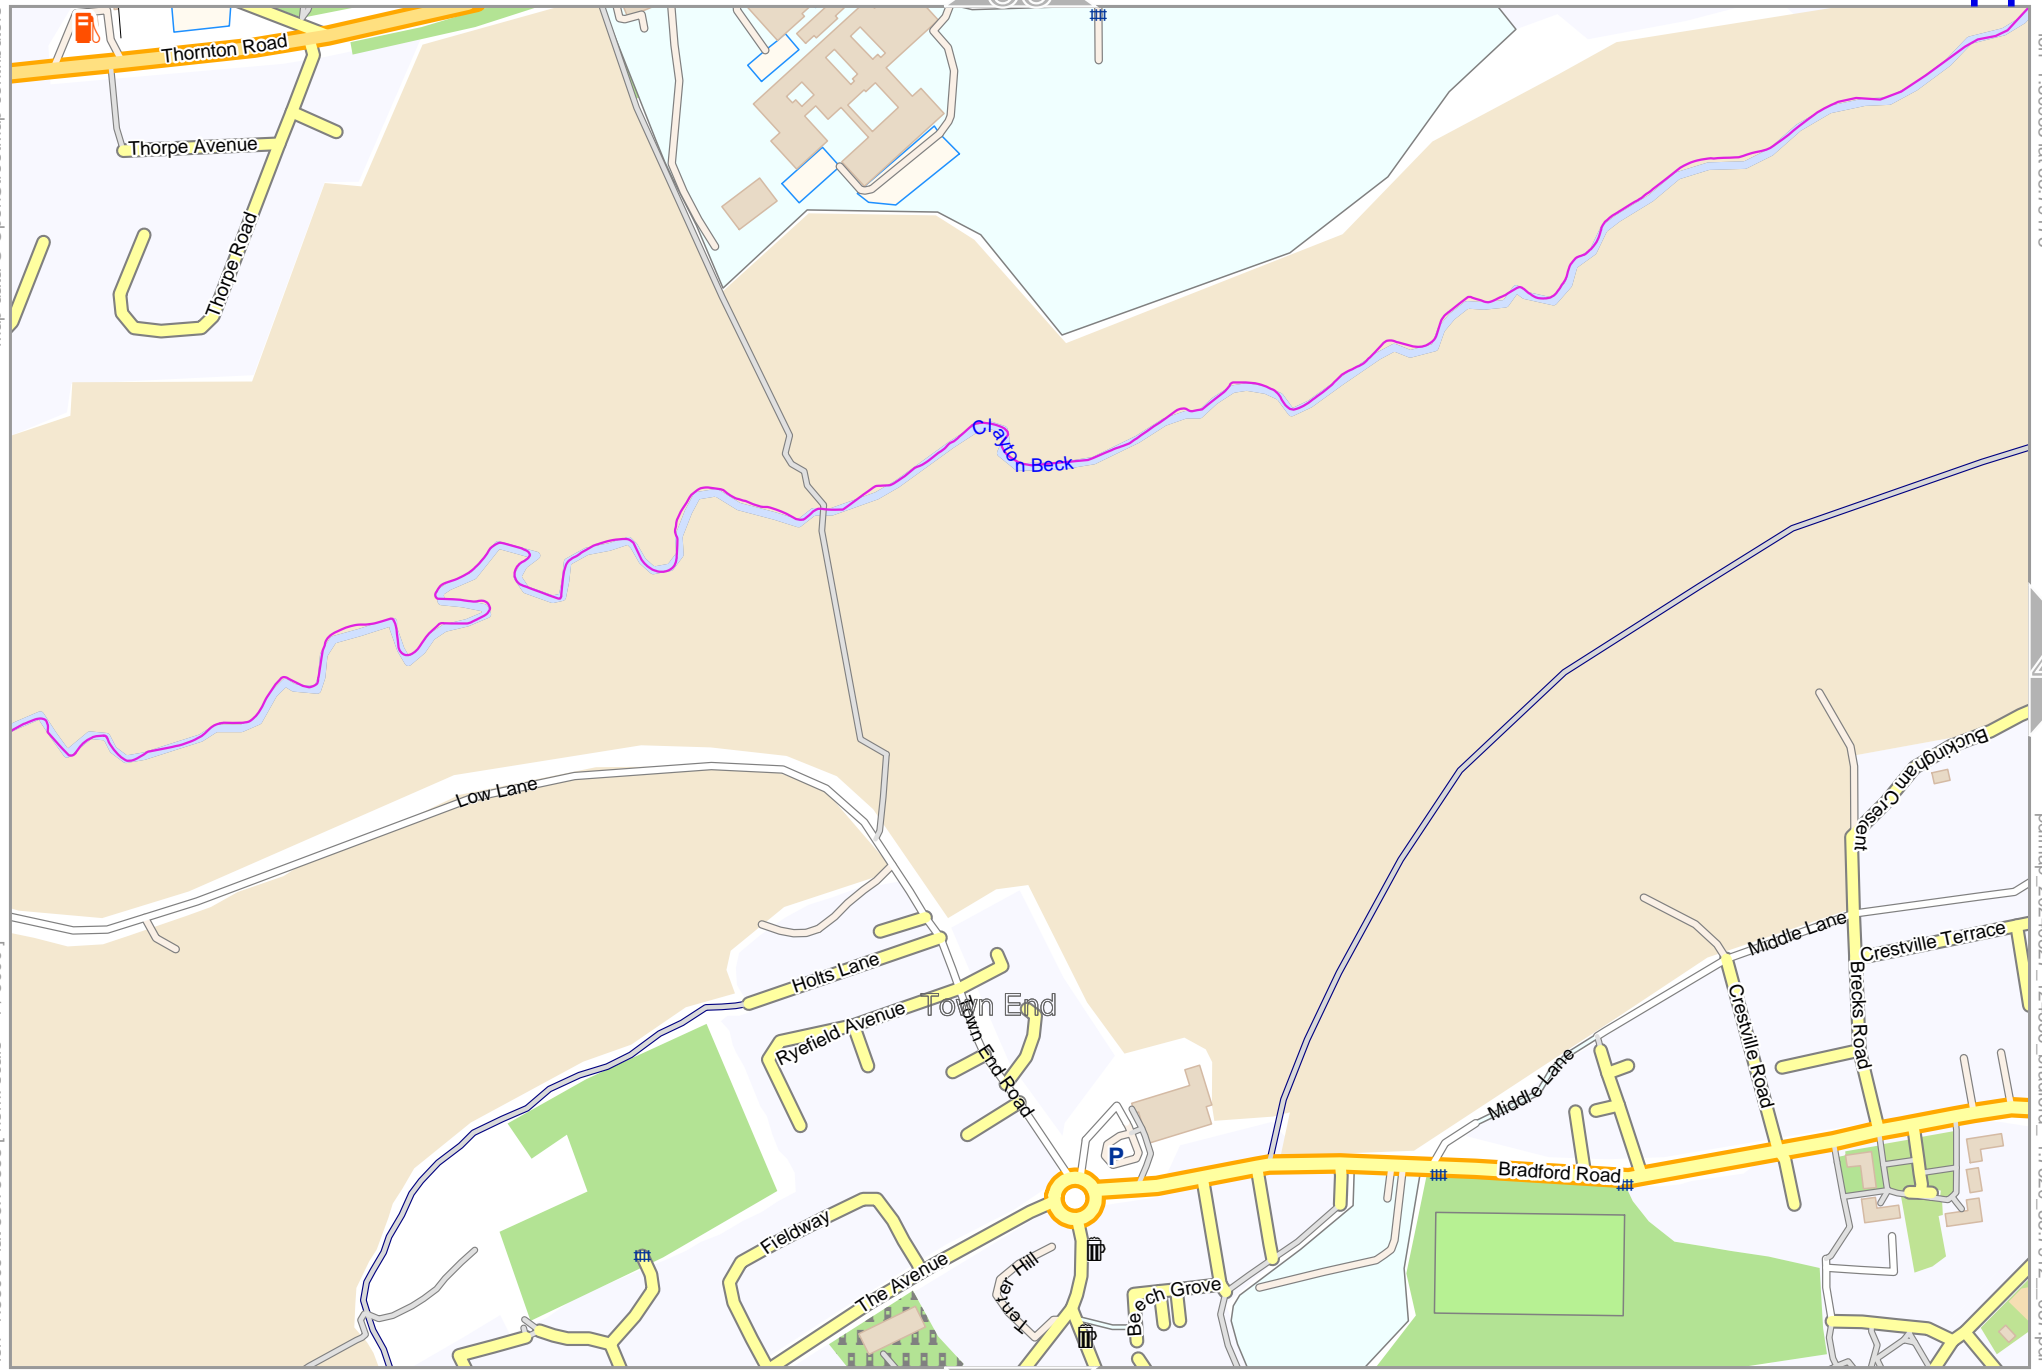 Thornton Road
Thorpe Avenue
Thorpe Road
Clayton Beck
Low Lane
Buckingham Crescent
Middle Lane
Crestville Terrace
Holts Lane
Town End
Ryefield Avenue
Town End Road
Crestville Road
Brecks Road
Middle Lane
P
Bradford Road
Fieldway
The Avenue
Tenter Hill
Beech Grove